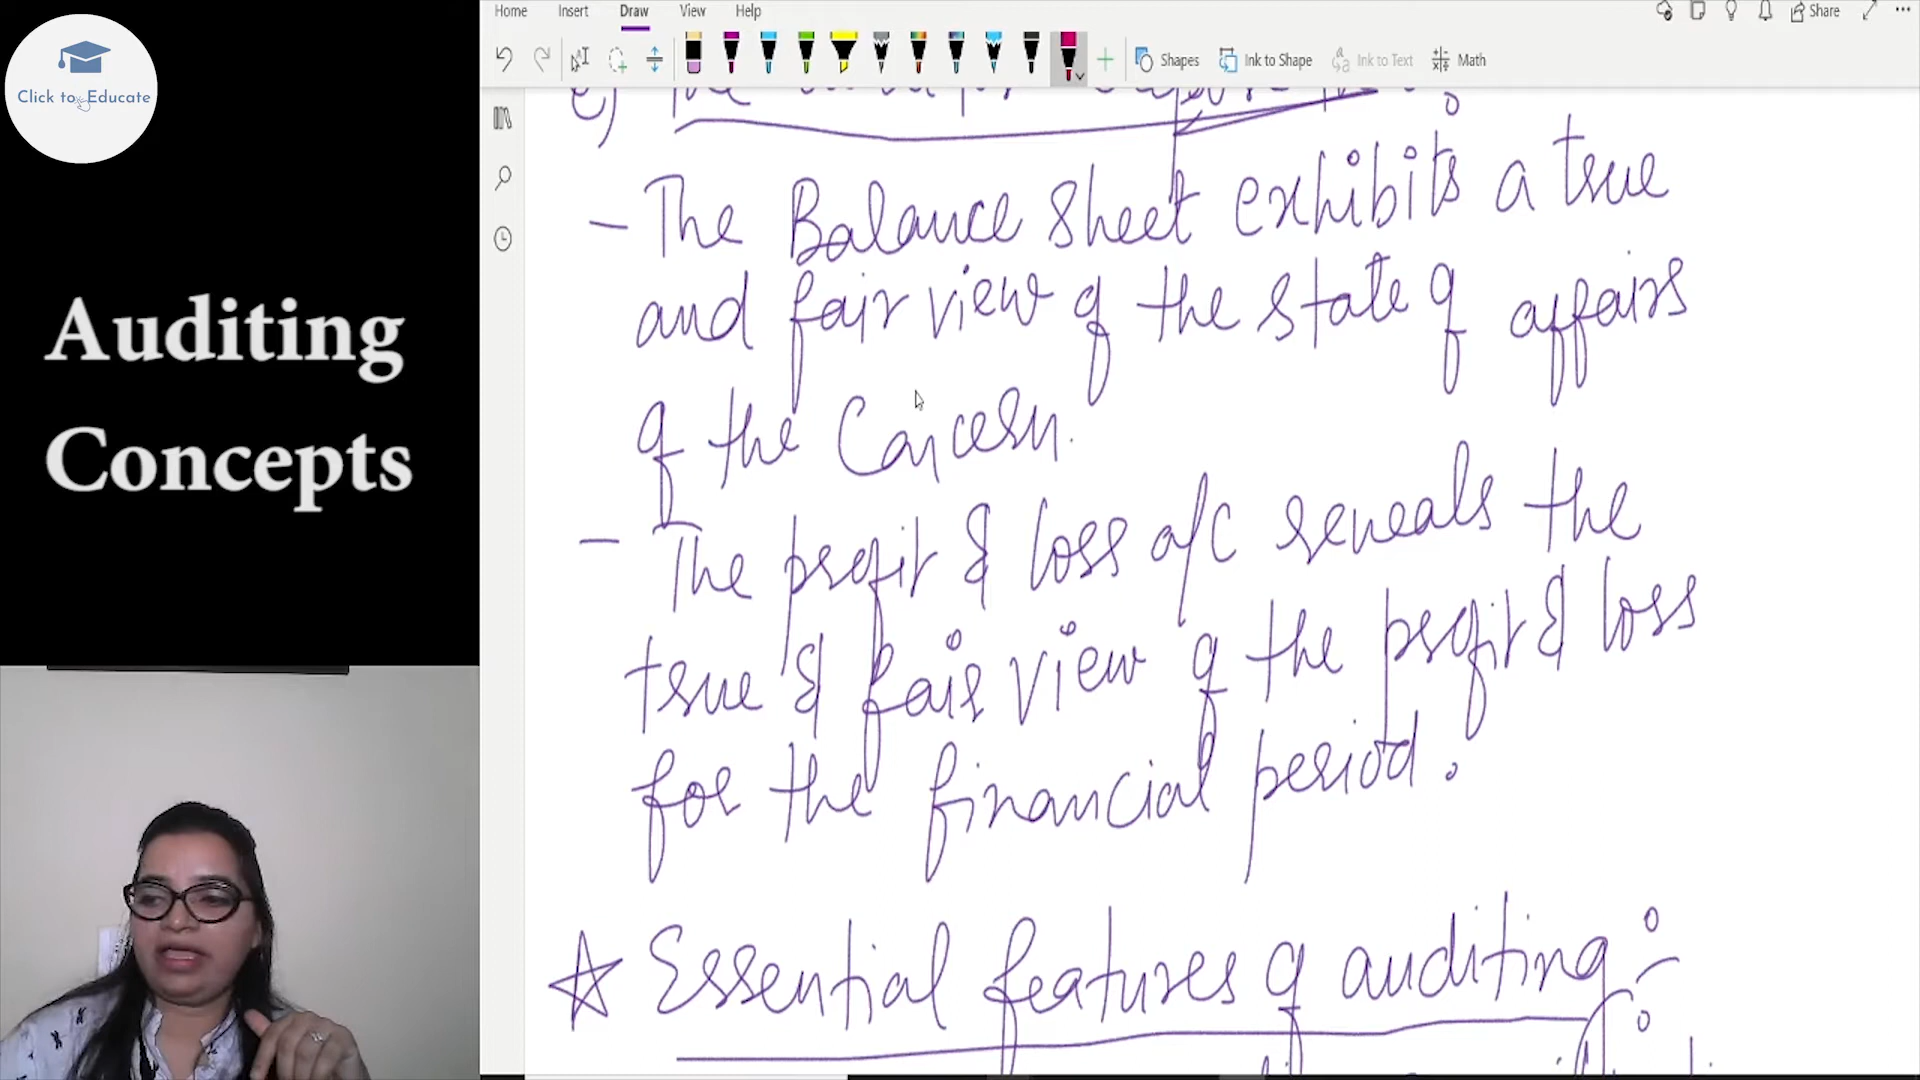 Click to Educate
Auditing
Concepts
Home Insert Draw View Help
Share
Shapes Ink to Shape Ink to Text Math
e) The
- The Balance Sheet exhibits a true
and fair view of the state of affairs
of the Concern.
- The profit & loss a/c reveals the
true & fair view of the profit & loss
for the financial period.
☆ Essential features of auditing :-